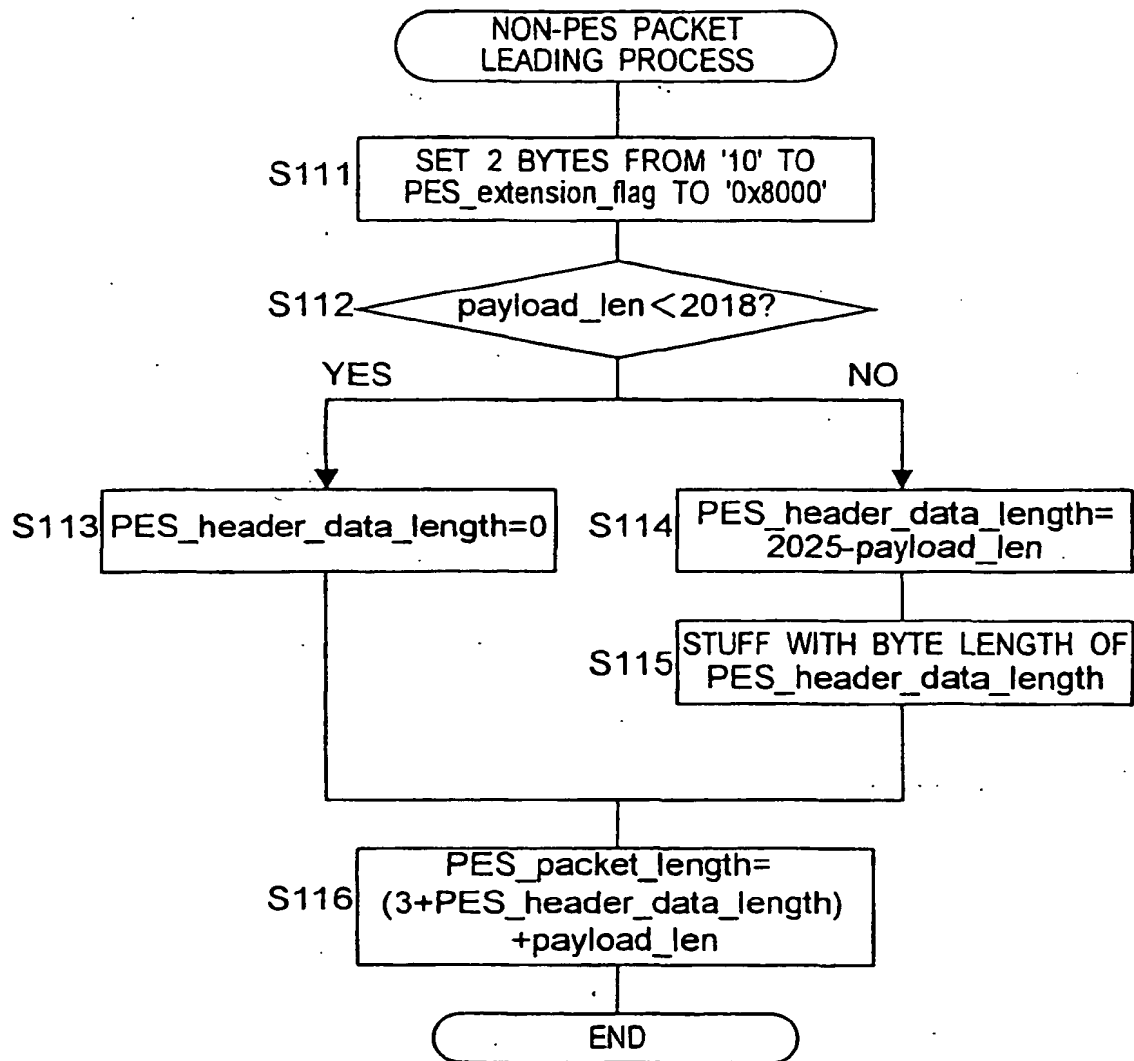 NON-PES PACKET
LEADING PROCESS
S111
SET 2 BYTES FROM '10' TO
PES_extension_flag TO '0x8000'
S112
payload_len<2018?
YES
NO
S113
PES_header_data_length=0
S114
PES_header_data_length=
2025-payload_len
S115
STUFF WITH BYTE LENGTH OF
PES_header_data_length
S116
PES_packet_length=
(3+PES_header_data_length)
+payload_len
END